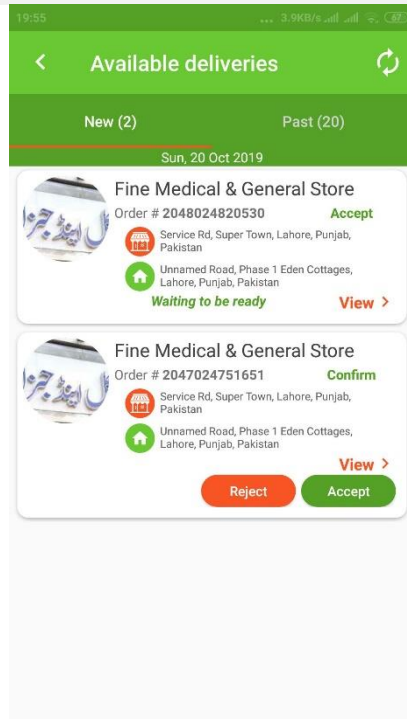 19:55
... 3.9KB/s
67
Available deliveries
New (2)
Past (20)
Sun, 20 Oct 2019
Fine Medical & General Store
Order # 2048024820530 Accept
Service Rd, Super Town, Lahore, Punjab,
Pakistan
Unnamed Road, Phase 1 Eden Cottages,
Lahore, Punjab, Pakistan
Waiting to be ready
View >
Fine Medical & General Store
Order # 2047024751651 Confirm
Service Rd, Super Town, Lahore, Punjab,
Pakistan
Unnamed Road, Phase 1 Eden Cottages,
Lahore, Punjab, Pakistan
View >
Reject
Accept